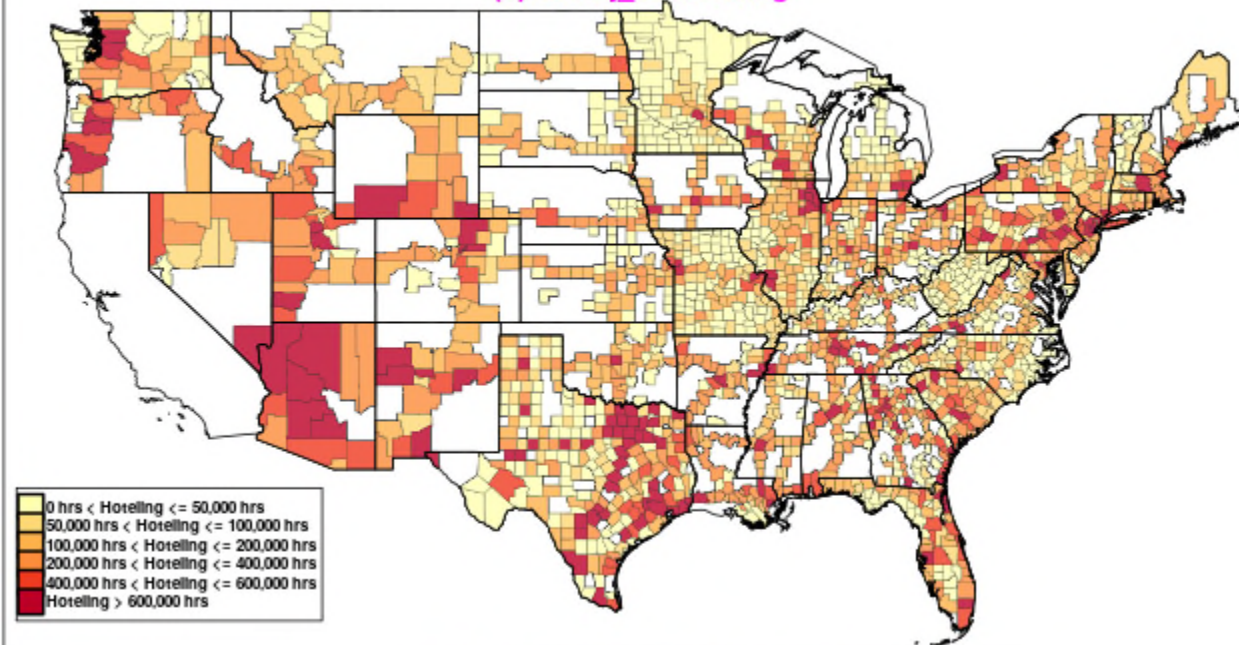 0 hrs < Hoteling <= 50,000 hrs
50,000 hrs < Hoteling <= 100,000 hrs
100,000 hrs < Hoteling <= 200,000 hrs
200,000 hrs < Hoteling <= 400,000 hrs
400,000 hrs < Hoteling <= 600,000 hrs
Hoteling > 600,000 hrs